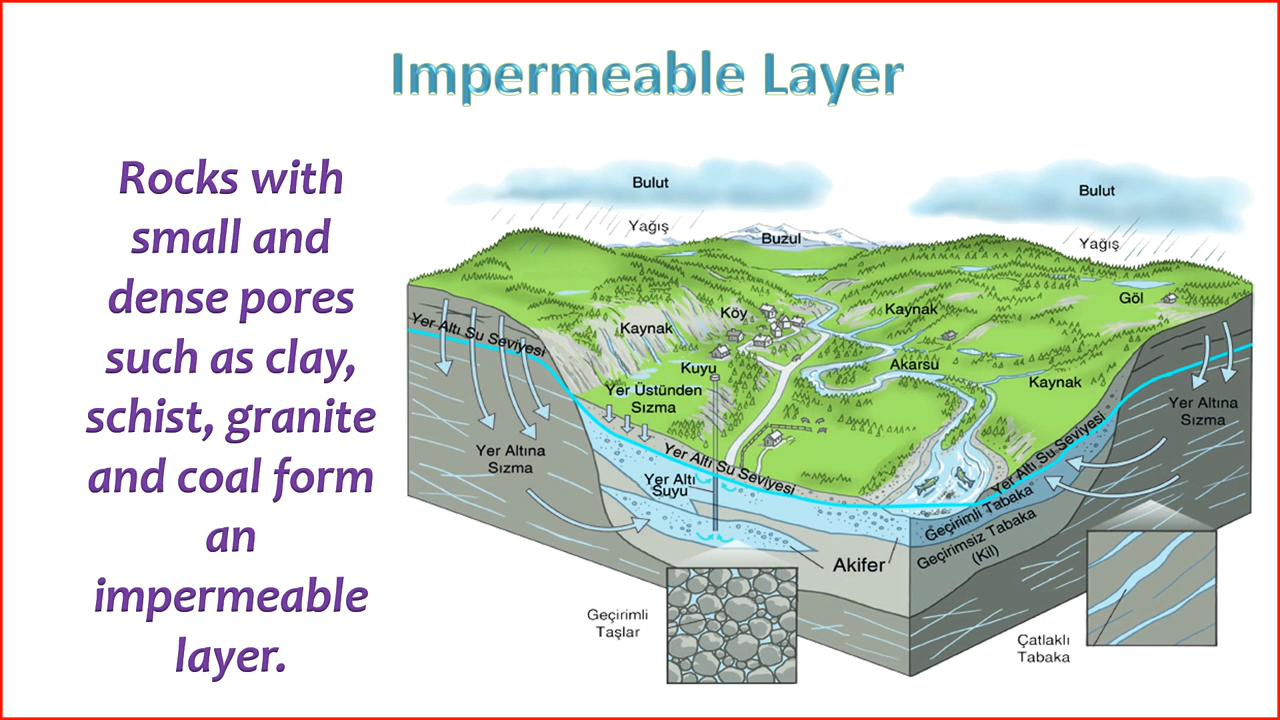 Impermeable Layer
Rocks with
small and
dense pores
such as clay,
schist, granite
and coal form
an
impermeable
layer.
Bulut
Bulut
Yağış
Buzul
Yağış
Göl
Köy
Kaynak
Kaynak
Yer Altı Su Seviyesi
Kuyu
Akarsu
Kaynak
Yer Üstünden
Sızma
Yer Altına
Sızma
Yer Altına
Sızma
Yer Altı Su Seviyesi
Yer Altı Su Seviyesi
Yer Altı
Suyu
Geçirimli Tabaka
Geçirimsiz Tabaka
(Kil)
Akifer
Geçirimli
Taşlar
Çatlaklı
Tabaka